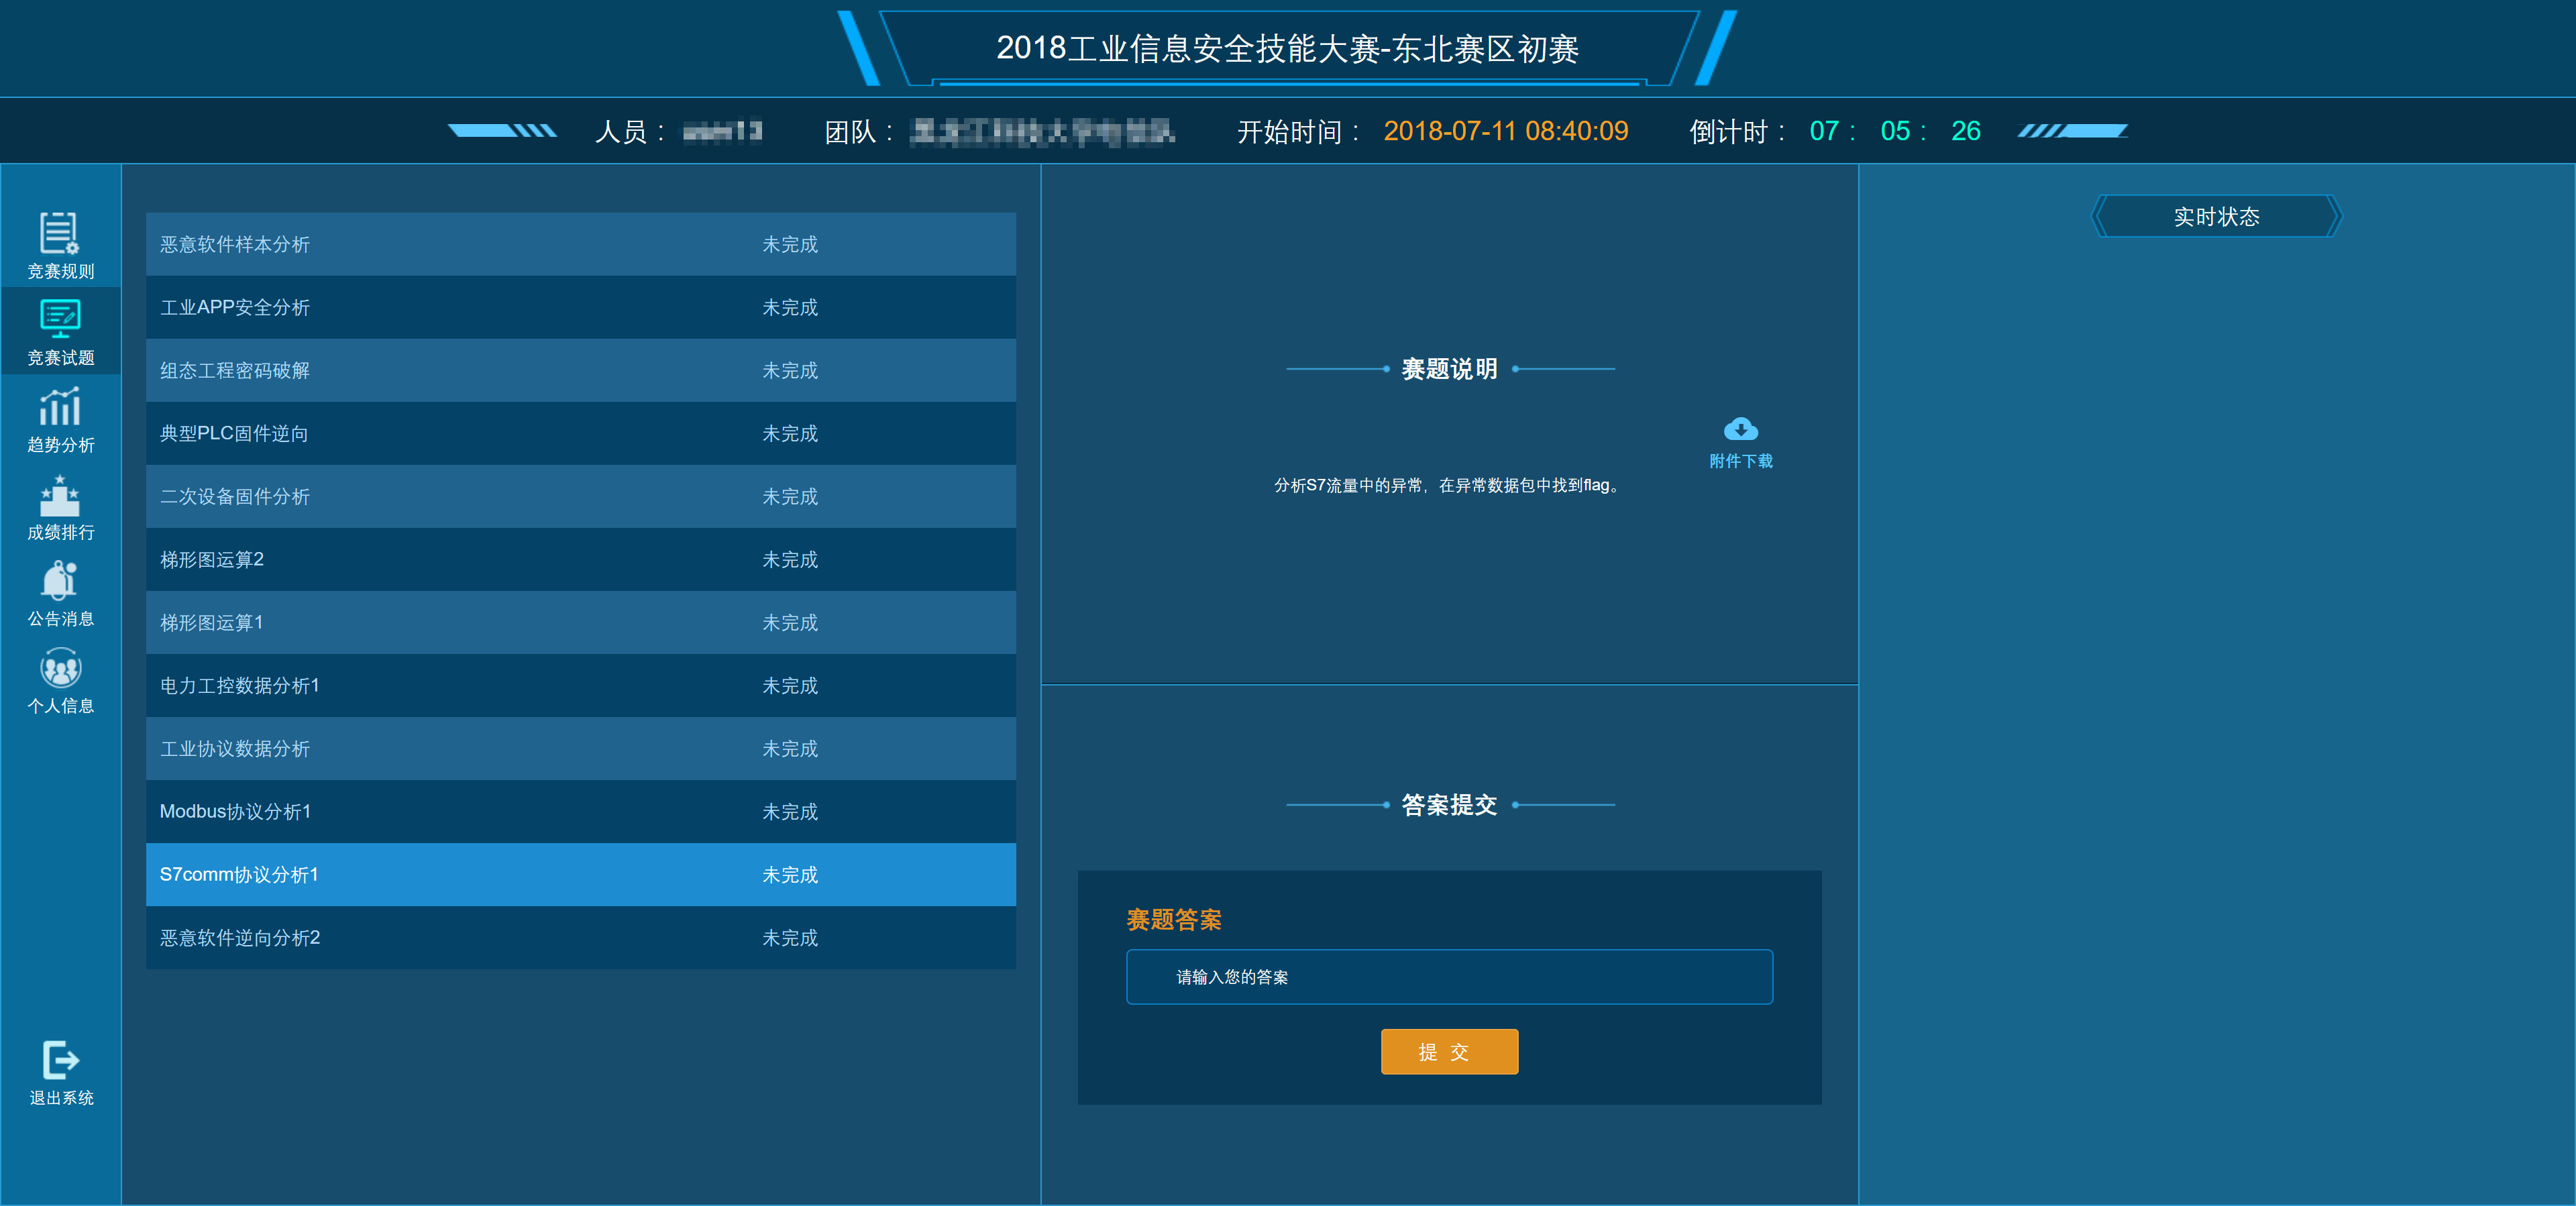 2018工业信息安全技能大赛-东北赛区初赛
人员： 团队： 开始时间： 2018-07-11 08:40:09 倒计时： 07： 05： 26
竞赛规则
竞赛试题
趋势分析
成绩排行
公告消息
个人信息
退出系统
恶意软件样本分析 未完成
工业APP安全分析 未完成
组态工程密码破解 未完成
典型PLC固件逆向 未完成
二次设备固件分析 未完成
梯形图运算2 未完成
梯形图运算1 未完成
电力工控数据分析1 未完成
工业协议数据分析 未完成
Modbus协议分析1 未完成
S7comm协议分析1 未完成
恶意软件逆向分析2 未完成
赛题说明
附件下载
分析S7流量中的异常，在异常数据包中找到flag。
答案提交
赛题答案
请输入您的答案
提 交
实时状态